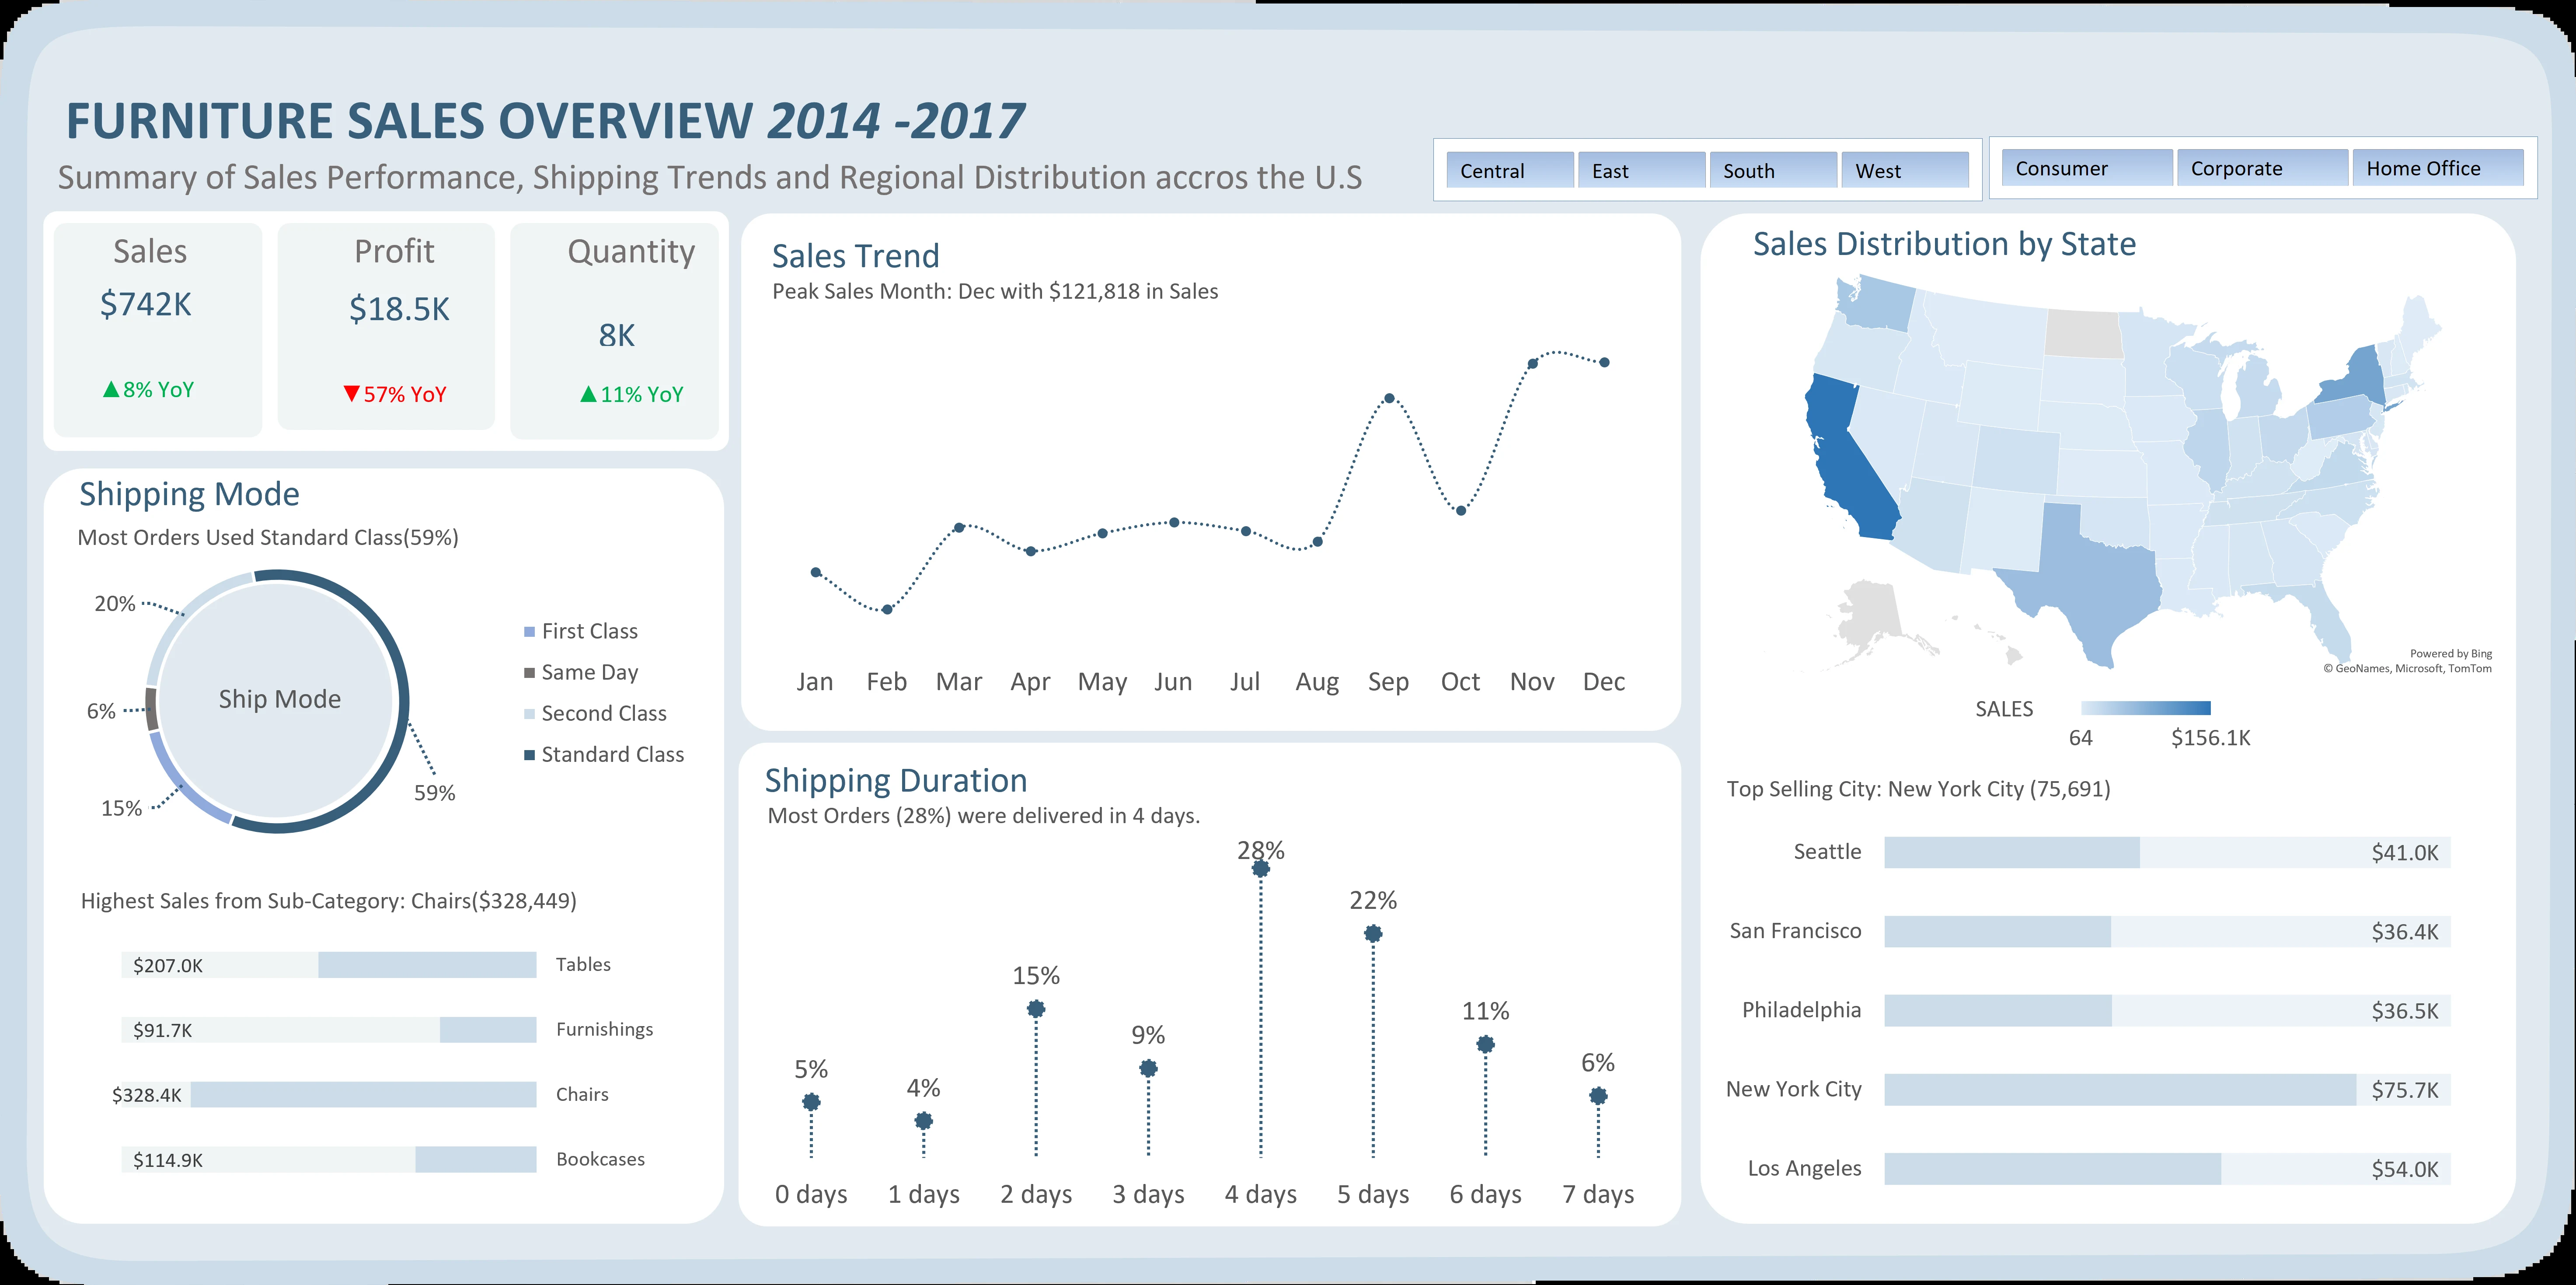 FURNITURE SALES OVERVIEW 2014 -2017
Summary of Sales Performance, Shipping Trends and Regional Distribution accros the U.S
Central East South West
Consumer Corporate Home Office
Sales
$742K
▲8% YoY
Profit
$18.5K
▼57% YoY
Quantity
8K
▲11% YoY
Shipping Mode
Most Orders Used Standard Class(59%)
20%
6%
15%
59%
Ship Mode
First Class
Same Day
Second Class
Standard Class
Highest Sales from Sub-Category: Chairs($328,449)
$207.0K Tables
$91.7K Furnishings
$328.4K Chairs
$114.9K Bookcases
Sales Trend
Peak Sales Month: Dec with $121,818 in Sales
Jan Feb Mar Apr May Jun Jul Aug Sep Oct Nov Dec
Shipping Duration
Most Orders (28%) were delivered in 4 days.
5% 4% 15% 9% 28% 22% 11% 6%
0 days 1 days 2 days 3 days 4 days 5 days 6 days 7 days
Sales Distribution by State
Powered by Bing
© GeoNames, Microsoft, TomTom
SALES
64 $156.1K
Top Selling City: New York City (75,691)
Seattle $41.0K
San Francisco $36.4K
Philadelphia $36.5K
New York City $75.7K
Los Angeles $54.0K